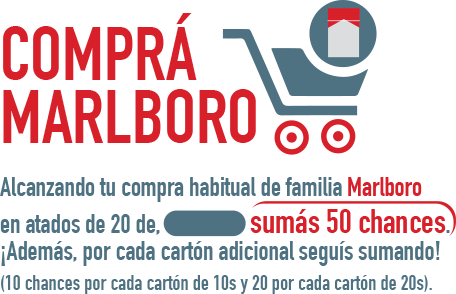 COMPRÁ
MARLBORO
Alcanzando tu compra habitual de familia Marlboro
en atados de 20 de, sumás 50 chances.
¡Además, por cada cartón adicional seguís sumando!
(10 chances por cada cartón de 10s y 20 por cada cartón de 20s).